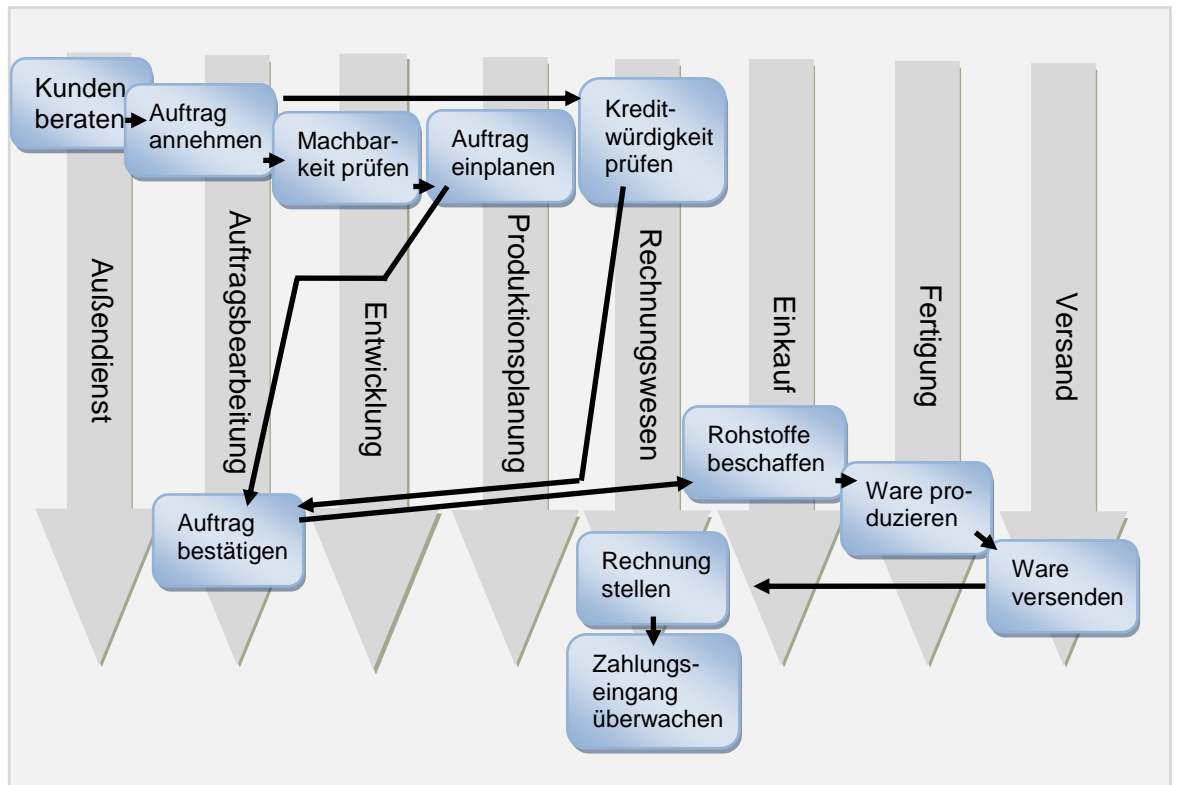 Kunden
beraten
Auftrag
annehmen
Machbar-
keit prüfen
Auftrag
einplanen
Kredit-
würdigkeit
prüfen
Außendienst
Auftragsbearbeitung
Entwicklung
Produktionsplanung
Rechnungswesen
Einkauf
Fertigung
Versand
Auftrag
bestätigen
Rohstoffe
beschaffen
Ware pro-
duzieren
Ware
versenden
Rechnung
stellen
Zahlungs-
eingang
überwachen